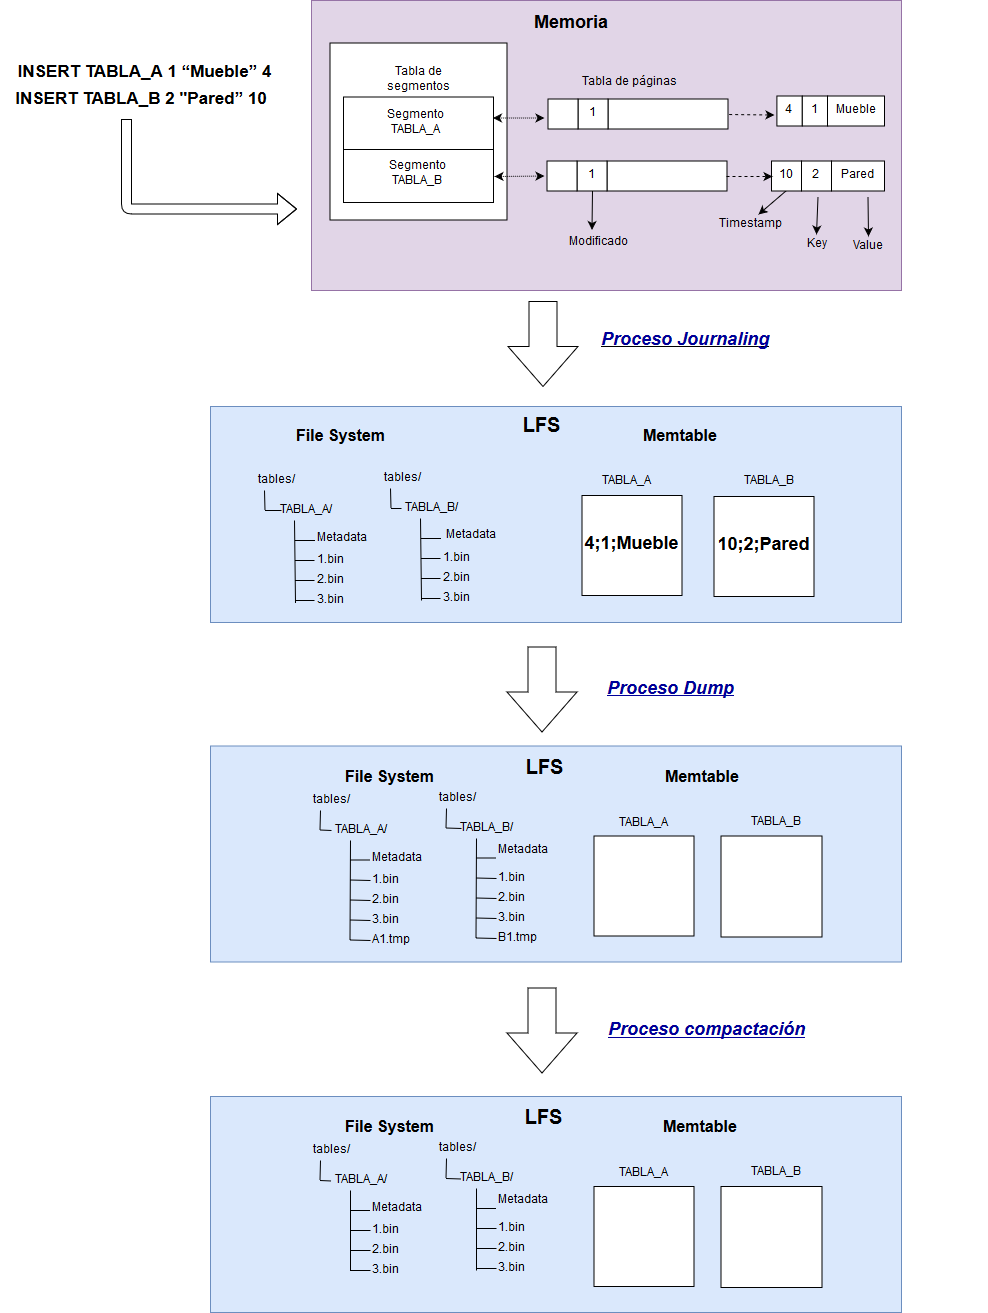 Memoria
INSERT TABLA_A 1 “Mueble” 4
INSERT TABLA_B 2 "Pared” 10
Tabla de
segmentos
Segmento
TABLA_A
Segmento
TABLA_B
Tabla de páginas
1
4 1 Mueble
1
10 2 Pared
Modificado
Timestamp
Key
Value
Proceso Journaling
LFS
File System
Memtable
tables/
TABLA_A/
Metadata
1.bin
2.bin
3.bin
tables/
TABLA_B/
Metadata
1.bin
2.bin
3.bin
TABLA_A
4;1;Mueble
TABLA_B
10;2;Pared
Proceso Dump
LFS
File System
Memtable
tables/
TABLA_A/
Metadata
1.bin
2.bin
3.bin
A1.tmp
tables/
TABLA_B/
Metadata
1.bin
2.bin
3.bin
B1.tmp
TABLA_A
TABLA_B
Proceso compactación
LFS
File System
Memtable
tables/
TABLA_A/
Metadata
1.bin
2.bin
3.bin
tables/
TABLA_B/
Metadata
1.bin
2.bin
3.bin
TABLA_A
TABLA_B